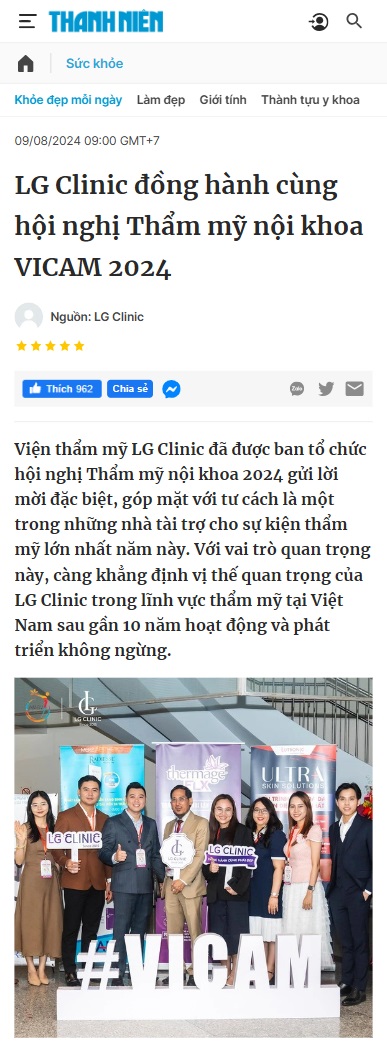 THANH NIÊN
Sức khỏe
Khỏe đẹp mỗi ngày Làm đẹp Giới tính Thành tựu y khoa
09/08/2024 09:00 GMT+7
LG Clinic đồng hành cùng
hội nghị Thẩm mỹ nội khoa
VICAM 2024
Nguồn: LG Clinic
Thích 962 Chia sẻ Zalo
Viện thẩm mỹ LG Clinic đã được ban tổ chức
hội nghị Thẩm mỹ nội khoa 2024 gửi lời
mời đặc biệt, góp mặt với tư cách là một
trong những nhà tài trợ cho sự kiện thẩm
mỹ lớn nhất năm này. Với vai trò quan trọng
này, càng khẳng định vị thế quan trọng của
LG Clinic trong lĩnh vực thẩm mỹ tại Việt
Nam sau gần 10 năm hoạt động và phát
triển không ngừng.
LG CLINIC
thermage
FLX
ULTRA
SKIN SOLUTIONS
LG CLINIC
LG CLINIC
LG CLINIC
#VICAM